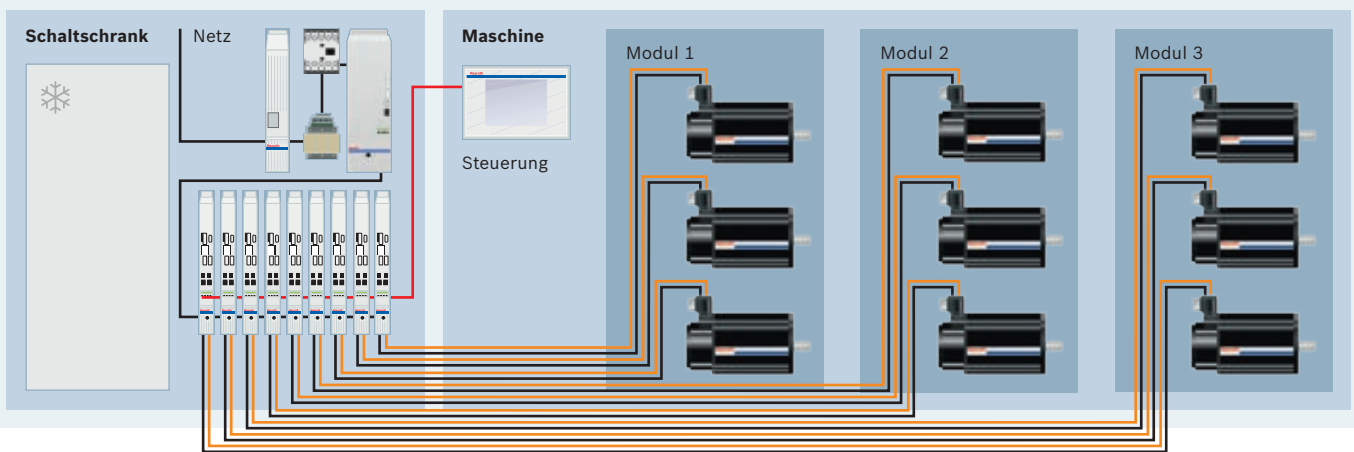 Schaltschrank
Netz
Maschine
Steuerung
Modul 1
Modul 2
Modul 3